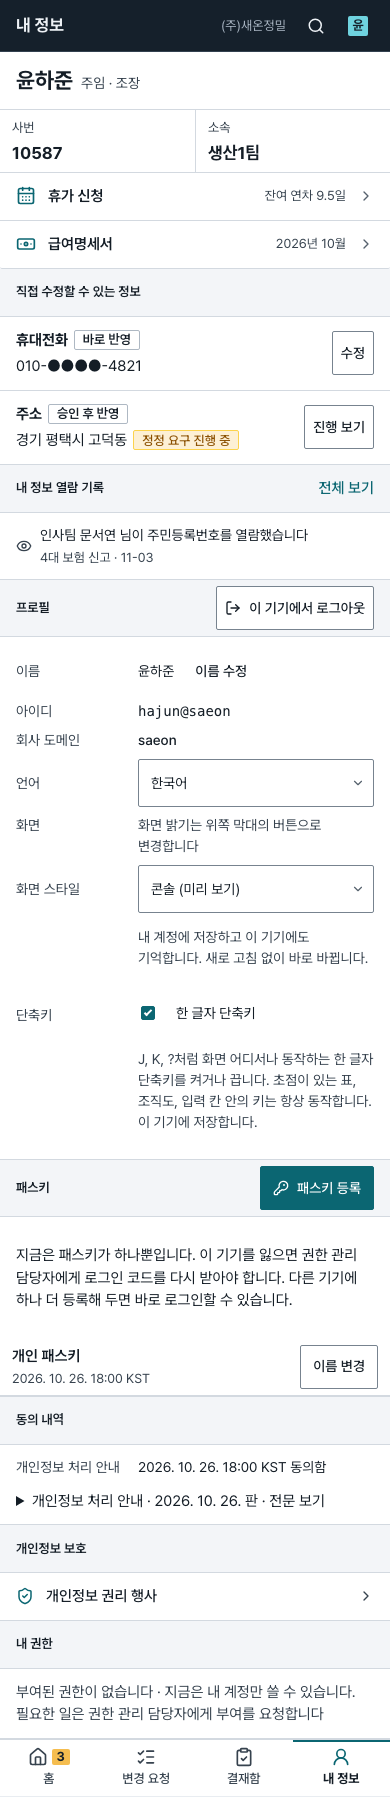 내 정보
(주)새온정밀
윤
윤하준 주임 · 조장
사번
소속
10587
생산1팀
휴가 신청
잔여 연차 9.5일
급여명세서
2026년 10월
직접 수정할 수 있는 정보
휴대전화 바로 반영
010-●●●●-4821
수정
주소 승인 후 반영
경기 평택시 고덕동 정정 요구 진행 중
진행 보기
내 정보 열람 기록
전체 보기
인사팀 문서연 님이 주민등록번호를 열람했습니다
4대 보험 신고 · 11-03
프로필
이 기기에서 로그아웃
이름
윤하준
이름 수정
아이디
hajun@saeon
회사 도메인
saeon
언어
한국어
화면
화면 밝기는 위쪽 막대의 버튼으로
변경합니다
화면 스타일
콘솔 (미리 보기)
내 계정에 저장하고 이 기기에도
기억합니다. 새로 고침 없이 바로 바뀝니다.
단축키
한 글자 단축키
J, K, ?처럼 화면 어디서나 동작하는 한 글자
단축키를 켜거나 끕니다. 초점이 있는 표,
조직도, 입력 칸 안의 키는 항상 동작합니다.
이 기기에 저장합니다.
패스키
패스키 등록
지금은 패스키가 하나뿐입니다. 이 기기를 잃으면 권한 관리
담당자에게 로그인 코드를 다시 받아야 합니다. 다른 기기에
하나 더 등록해 두면 바로 로그인할 수 있습니다.
개인 패스키
2026. 10. 26. 18:00 KST
이름 변경
동의 내역
개인정보 처리 안내
2026. 10. 26. 18:00 KST 동의함
개인정보 처리 안내 · 2026. 10. 26. 판 · 전문 보기
개인정보 보호
개인정보 권리 행사
내 권한
부여된 권한이 없습니다 · 지금은 내 계정만 쓸 수 있습니다.
필요한 일은 권한 관리 담당자에게 부여를 요청합니다
3
홈
변경 요청
결재함
내 정보